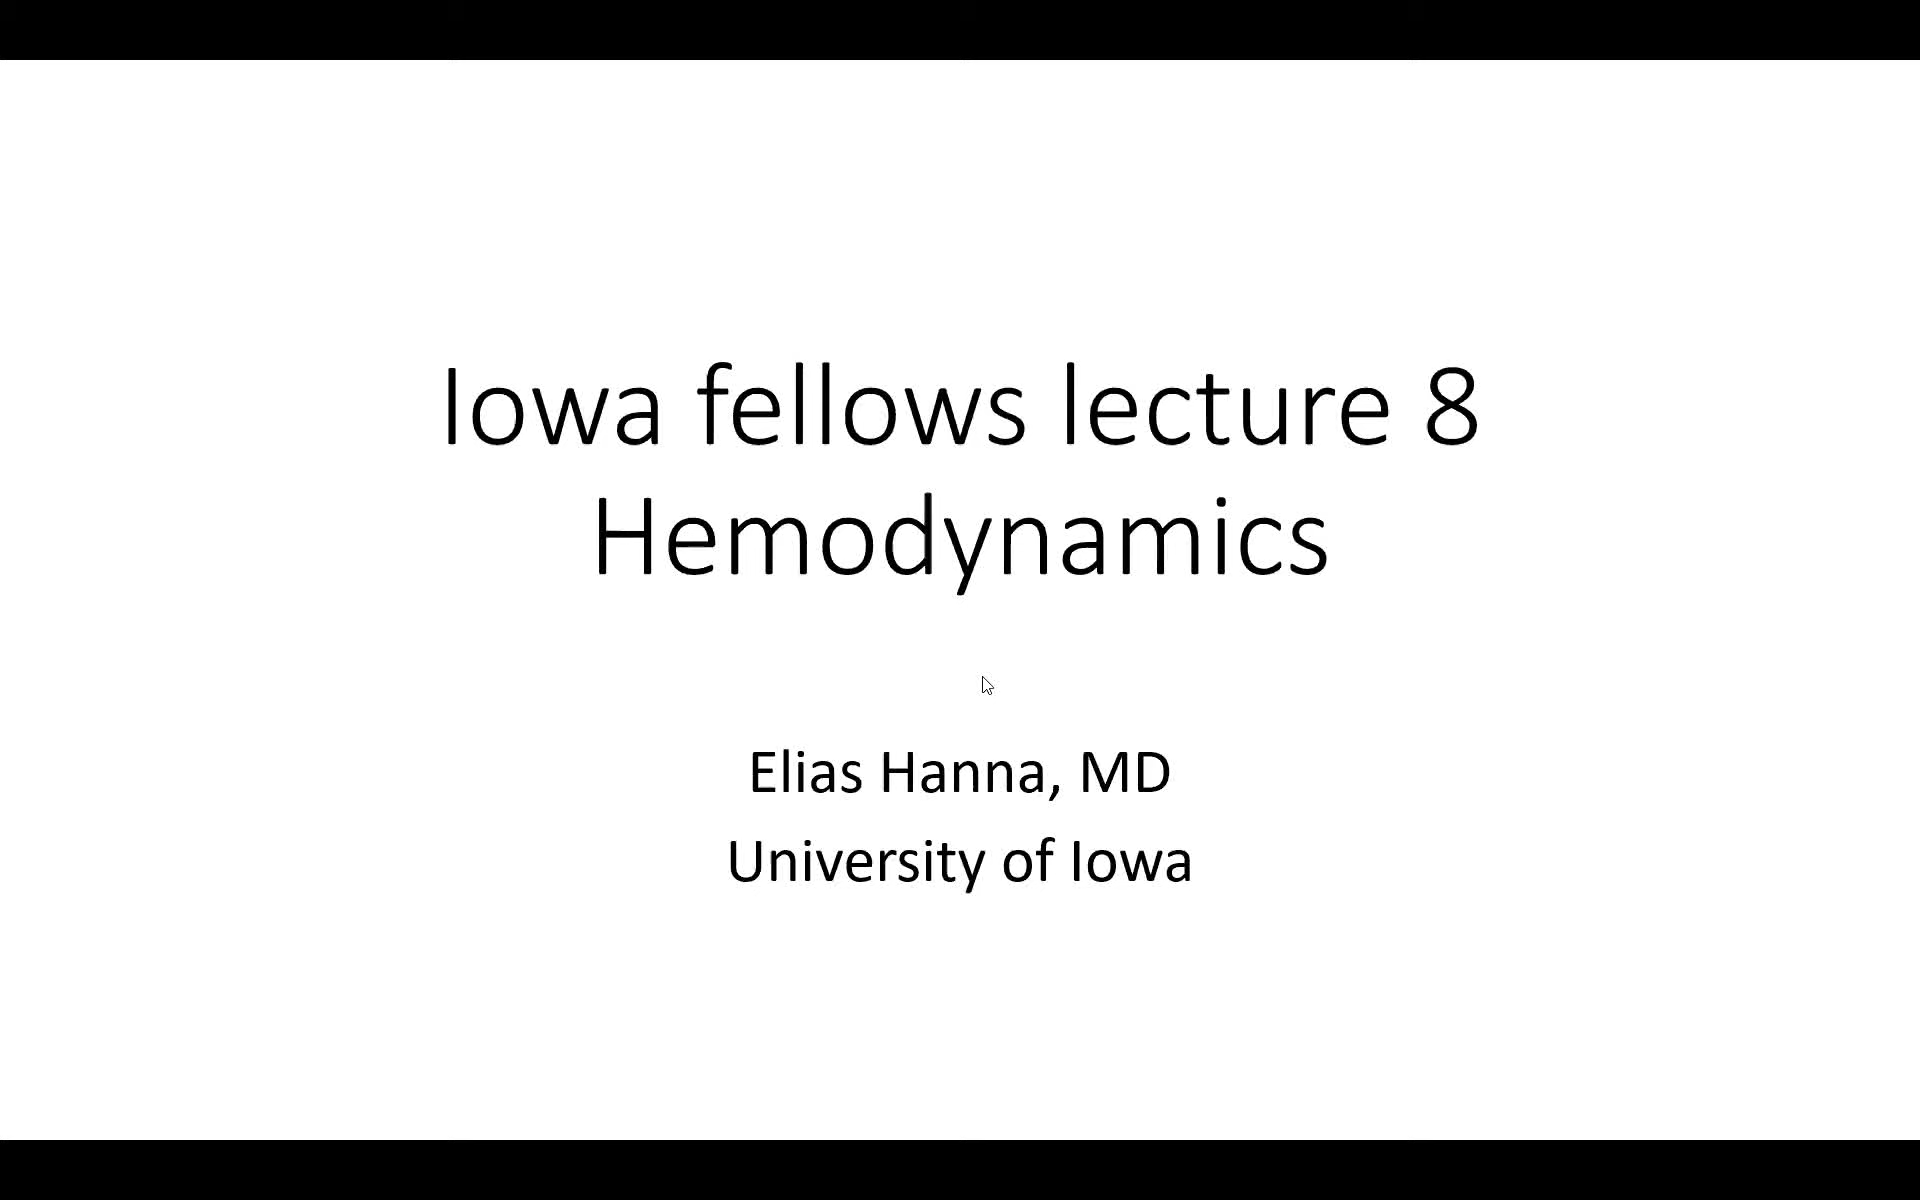 Iowa fellows lecture 8
Hemodynamics
Elias Hanna, MD
University of Iowa